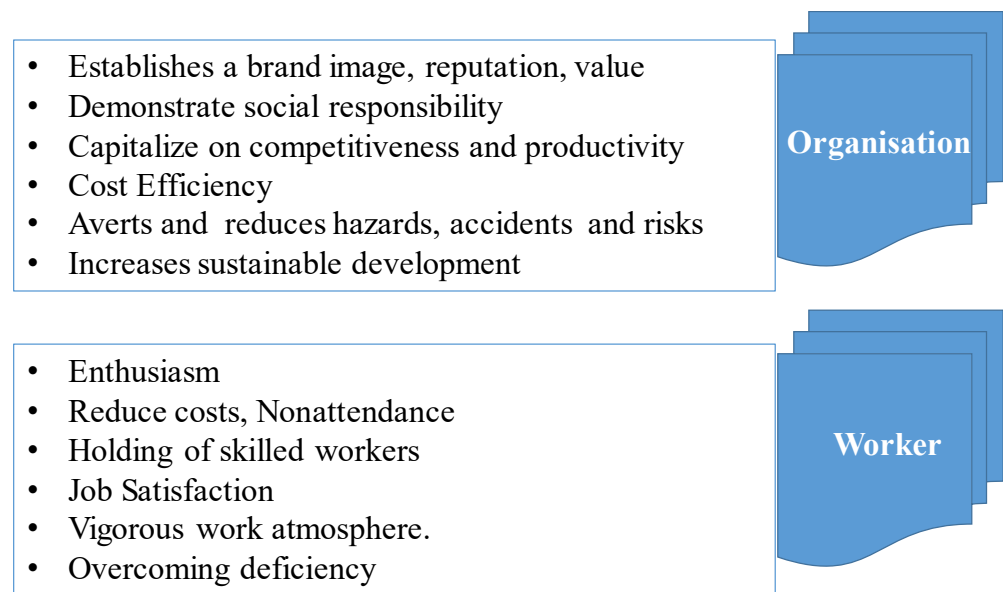 • Establishes a brand image, reputation, value
• Demonstrate social responsibility
• Capitalize on competitiveness and productivity
• Cost Efficiency
• Averts and reduces hazards, accidents and risks
• Increases sustainable development
Organisation
• Enthusiasm
• Reduce costs, Nonattendance
• Holding of skilled workers
• Job Satisfaction
• Vigorous work atmosphere.
• Overcoming deficiency
Worker